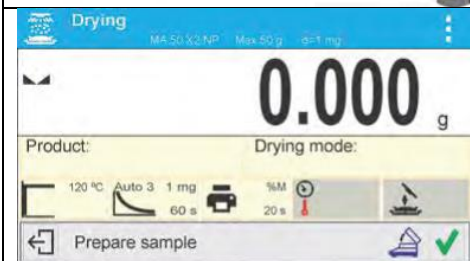 Drying
MA 50 X2 NP Max 50 g d=1 mg
0.000 g
Product: Drying mode:
120 °C Auto 3 1 mg %M
60 s 20 s
Prepare sample